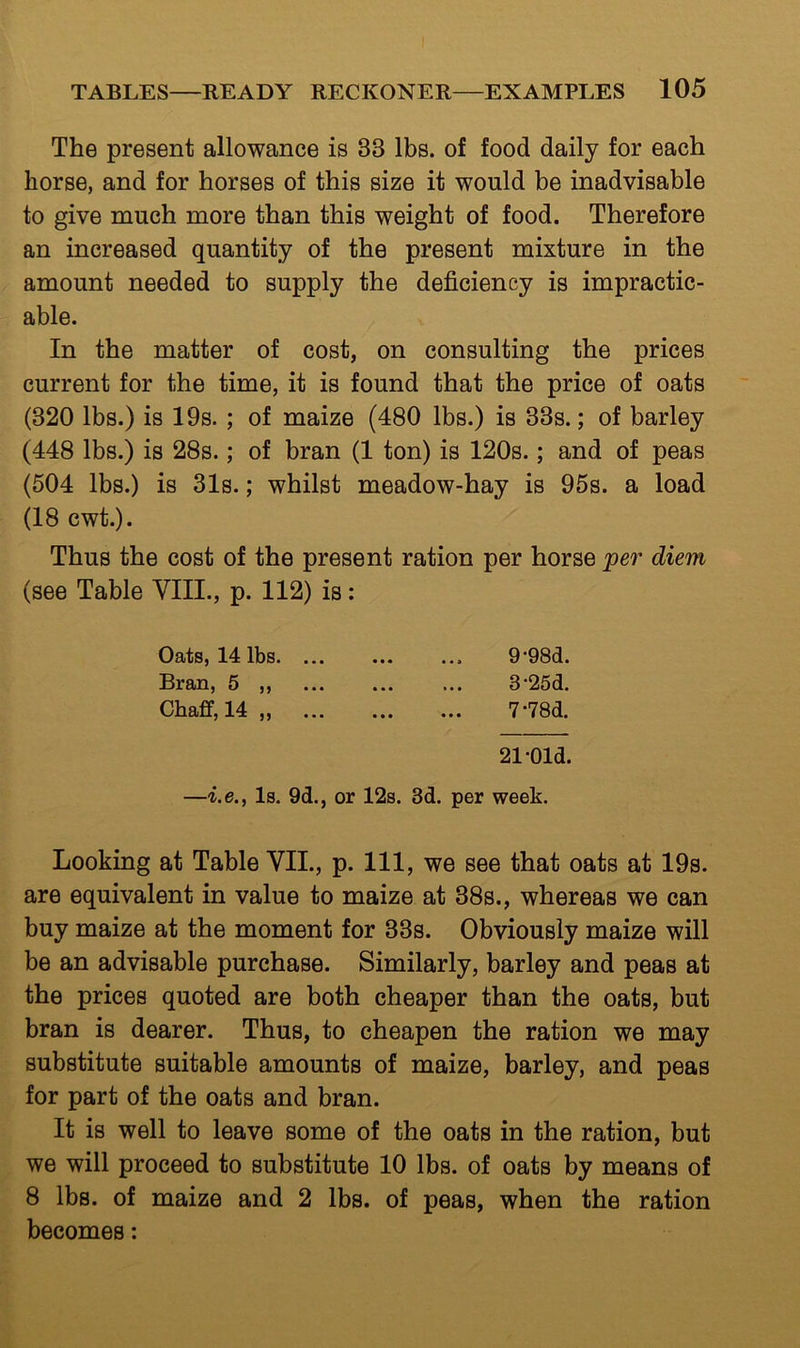 TABLES—READY RECKONER—EXAMPLES 105
The present allowance is 33 lbs. of food daily for each
horse, and for horses of this size it would be inadvisable
to give much more than this weight of food. Therefore
an increased quantity of the present mixture in the
amount needed to supply the deficiency is impractic-
able.
In the matter of cost, on consulting the prices
current for the time, it is found that the price of oats
(320 lbs.) is 19s. ; of maize (480 lbs.) is 33s. ; of barley
(448 lbs.) is 28s. ; of bran (1 ton) is 120s. ; and of peas
(504 lbs.) is 31s. ; whilst meadow-hay is 95s. a load
(18 cwt.).
Thus the cost of the present ration per horse per diem
(see Table VIII., p. 112) is :
Oats, 14 lbs. ... ... ... 9·98d.
Bran, 5 ,, ... ... ... 3·25d.
Chaff, 14 ,, ... ... ... 7·78d.
21·01d.
—i.e., 1s. 9d., or 12s. 3d. per week.
Looking at Table VII., p. 111, we see that oats at 19s.
are equivalent in value to maize at 38s., whereas we can
buy maize at the moment for 33s. Obviously maize will
be an advisable purchase. Similarly, barley and peas at
the prices quoted are both cheaper than the oats, but
bran is dearer. Thus, to cheapen the ration we may
substitute suitable amounts of maize, barley, and peas
for part of the oats and bran.
It is well to leave some of the oats in the ration, but
we will proceed to substitute 10 lbs. of oats by means of
8 lbs. of maize and 2 lbs. of peas, when the ration
becomes :